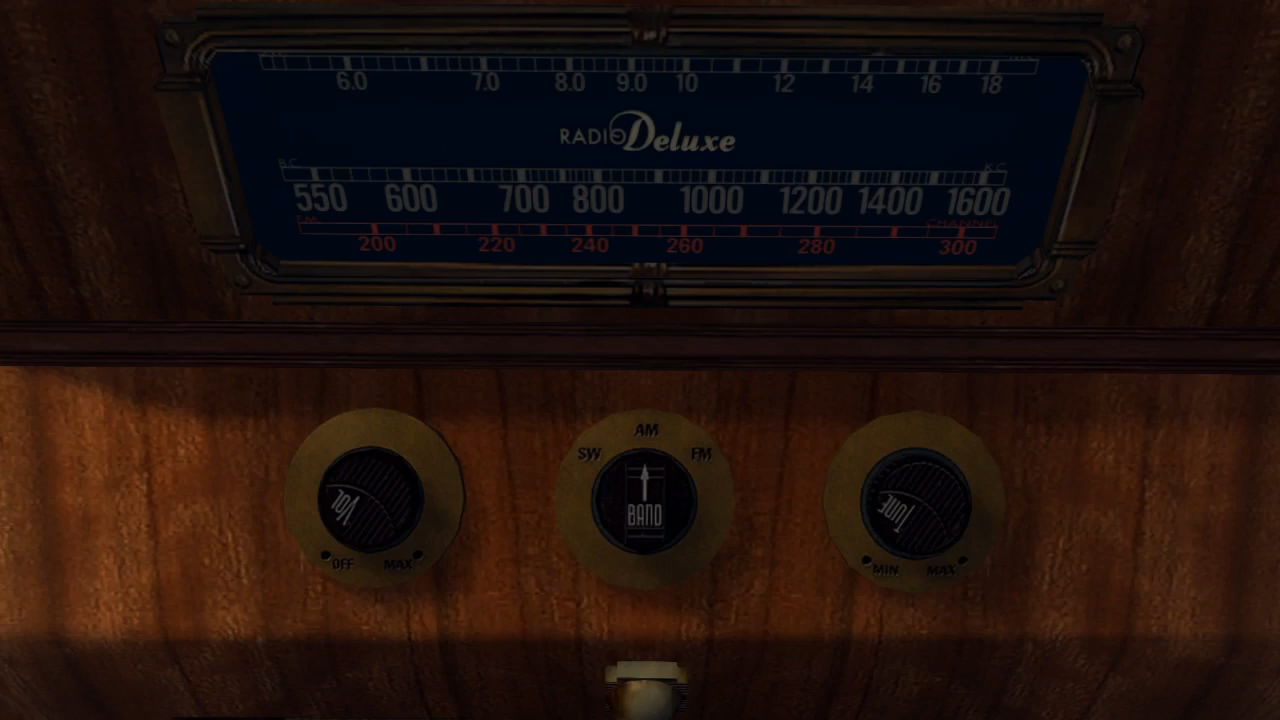 6.0 7.0 8.0 9.0 10 12 14 16 18
RADIO Deluxe
B.C. K.C.
550 600 700 800 1000 1200 1400 1600
F.M. CHANNEL
200 220 240 260 280 300
AM
SW FM
VOL BAND TUNE
OFF MAX MIN MAX